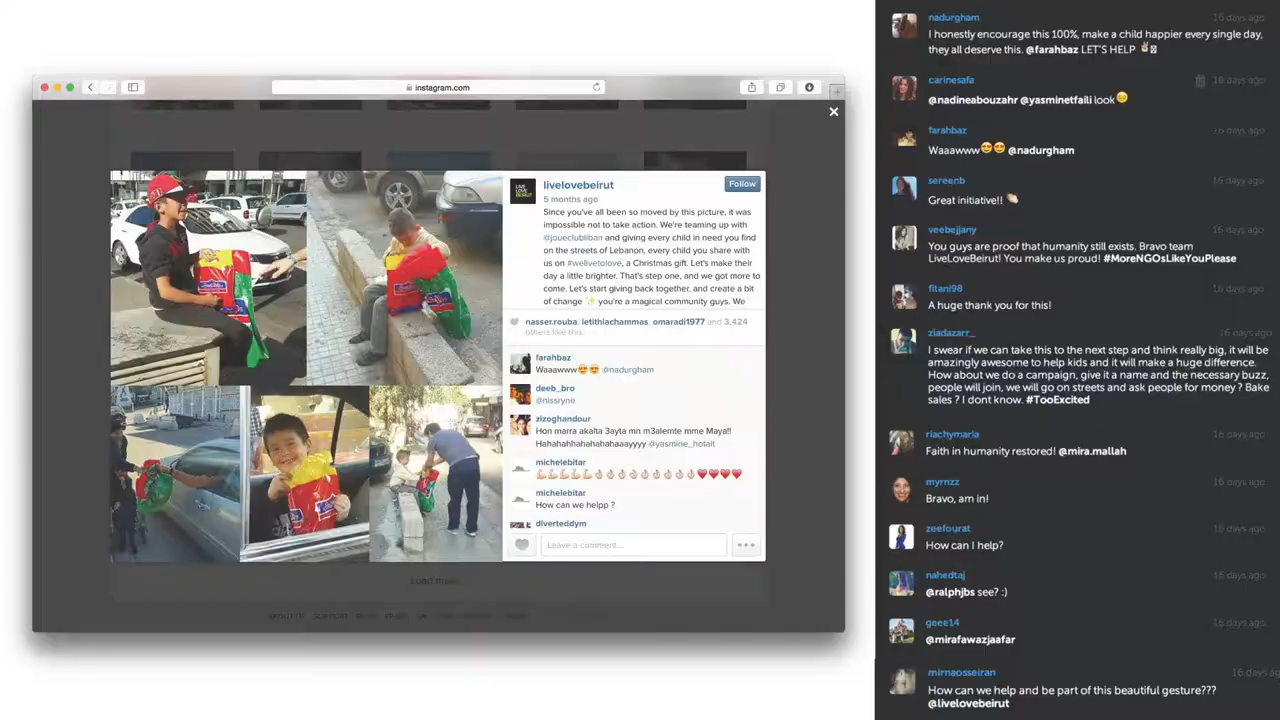 instagram.com
livelovebeirut
Follow
5 months ago
Since you've all been so moved by this picture, it was
impossible not to take action. We're teaming up with
@joueclubliban and giving every child in need you find
on the streets of Lebanon, every child you share with
us on #welivetolove, a Christmas gift. Let's make their
day a little brighter. That's step one, and we got more to
come. Let's start giving back together, and create a bit
of change ✨ you're a magical community guys. We
nasser.rouba, letithiachammas, omaradi1977 and 3,424
others like this.
farahbaz
Waaawww😍😍 @nadurgham
deeb_bro
@nissryne
zizoghandour
Hon marra akalta 3ayta mn m3alemte mme Maya!!
Hahahahhahahahahaaayyyy @yasmine_hotait
michelebitar
michelebitar
How can we helpp ?
diverteddym
Leave a comment...
Load more
nadurgham
16 days ago
I honestly encourage this 100%, make a child happier every single day,
they all deserve this. @farahbaz LET'S HELP ✌
carinesafa
16 days ago
@nadineabouzahr @yasminetfaili look
farahbaz
16 days ago
Waaawww😍😍 @nadurgham
sereenb
16 days ago
Great initiative!! 👏
veebejjany
16 days ago
You guys are proof that humanity still exists. Bravo team
LiveLoveBeirut! You make us proud! #MoreNGOsLikeYouPlease
fitani98
16 days ago
A huge thank you for this!
ziadazarr_
16 days ago
I swear if we can take this to the next step and think really big, it will be
amazingly awesome to help kids and it will make a huge difference.
How about we do a campaign, give it a name and the necessary buzz,
people will join, we will go on streets and ask people for money ? Bake
sales ? I dont know. #TooExcited
riachymaria
16 days ago
Faith in humanity restored! @mira.mallah
myrnzz
16 days ago
Bravo, am in!
zeefourat
16 days ago
How can I help?
nahedtaj
16 days ago
@ralphjbs see? :)
geee14
16 days ago
@mirafawazjaafar
mirnaosseiran
16 days ag
How can we help and be part of this beautiful gesture???
@livelovebeirut